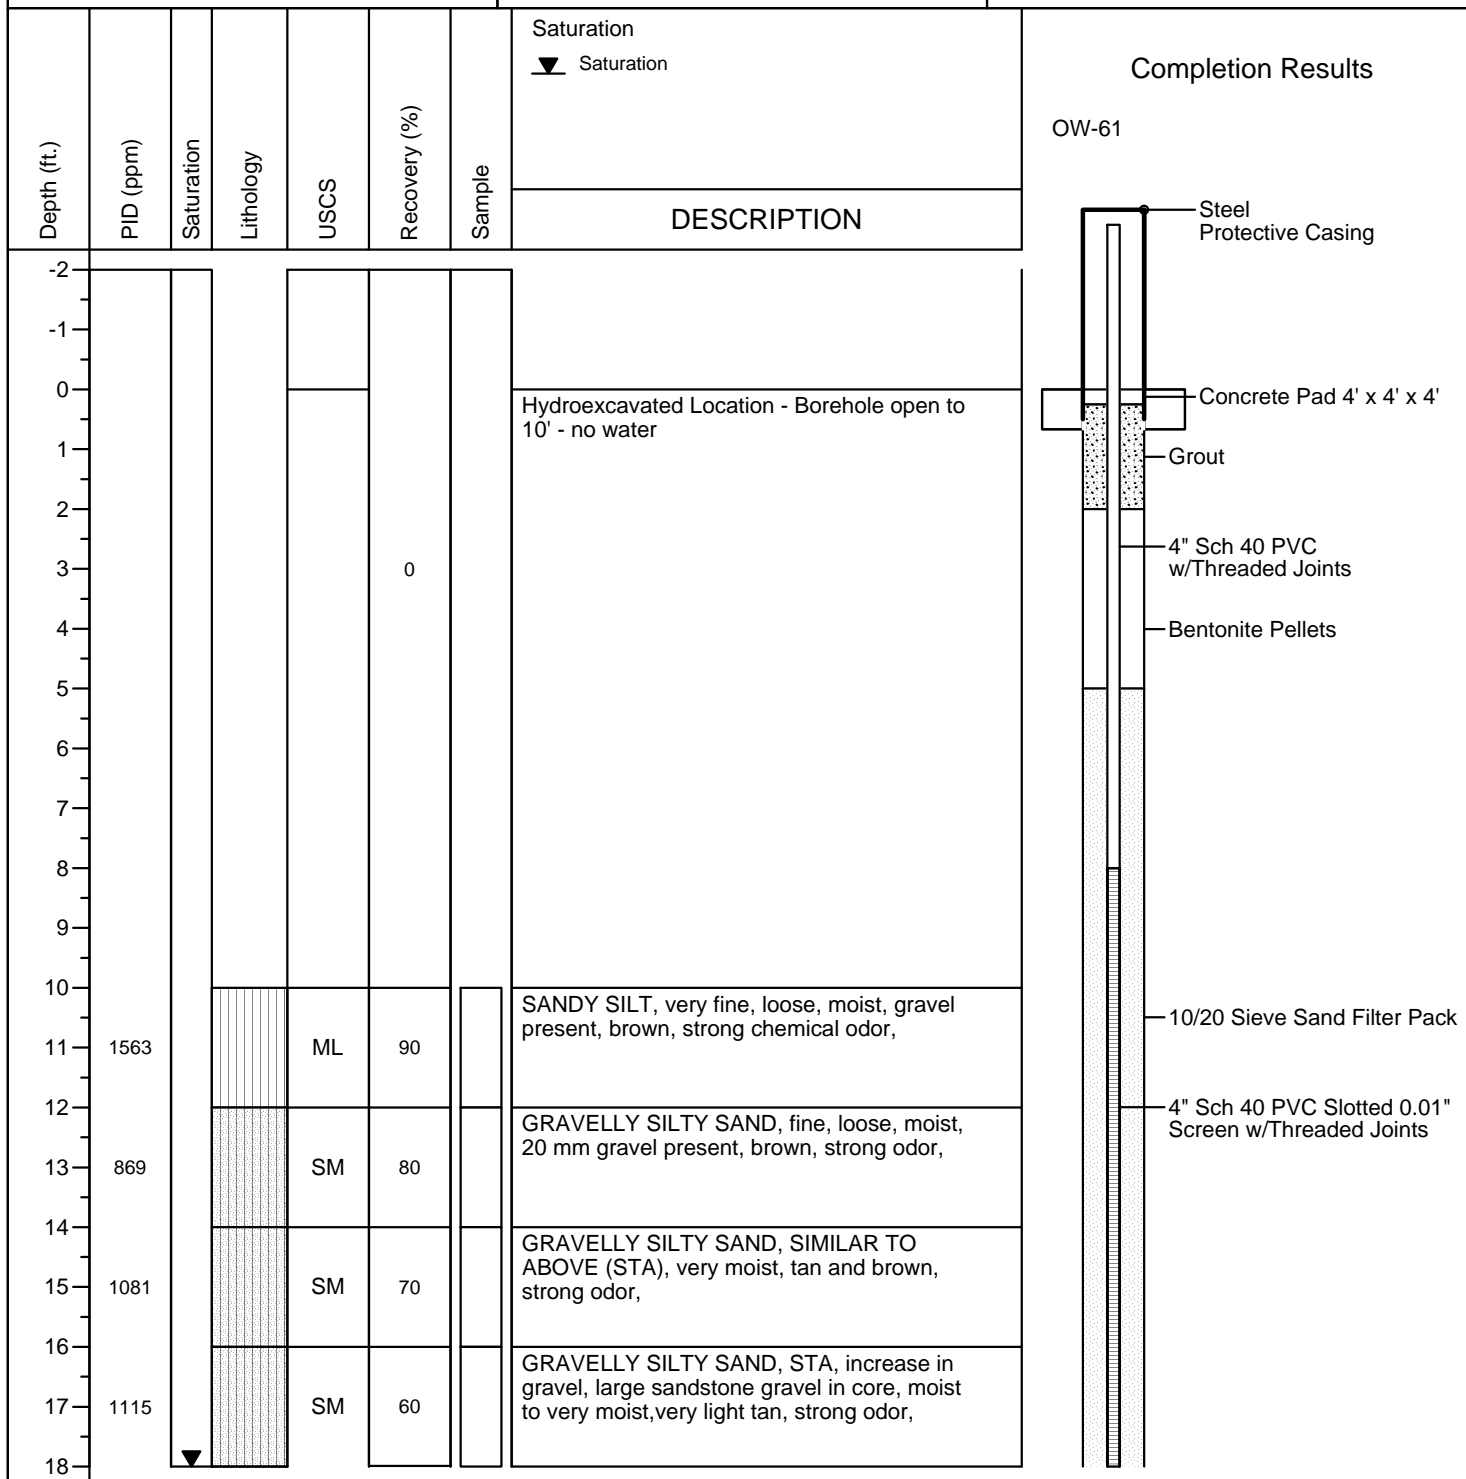 Saturation
Saturation
Completion Results
OW-61
Depth (ft.)
PID (ppm)
Saturation
Lithology
USCS
Recovery (%)
Sample
DESCRIPTION
Steel
Protective Casing
-2
-1
0
Hydroexcavated Location - Borehole open to
10' - no water
Concrete Pad 4' x 4' x 4'
1
Grout
2
4" Sch 40 PVC
w/Threaded Joints
3
0
4
Bentonite Pellets
5
6
7
8
9
10
SANDY SILT, very fine, loose, moist, gravel
present, brown, strong chemical odor,
10/20 Sieve Sand Filter Pack
11
1563
ML
90
12
GRAVELLY SILTY SAND, fine, loose, moist,
20 mm gravel present, brown, strong odor,
4" Sch 40 PVC Slotted 0.01"
Screen w/Threaded Joints
13
869
SM
80
14
GRAVELLY SILTY SAND, SIMILAR TO
ABOVE (STA), very moist, tan and brown,
strong odor,
15
1081
SM
70
16
GRAVELLY SILTY SAND, STA, increase in
gravel, large sandstone gravel in core, moist
to very moist,very light tan, strong odor,
17
1115
SM
60
18